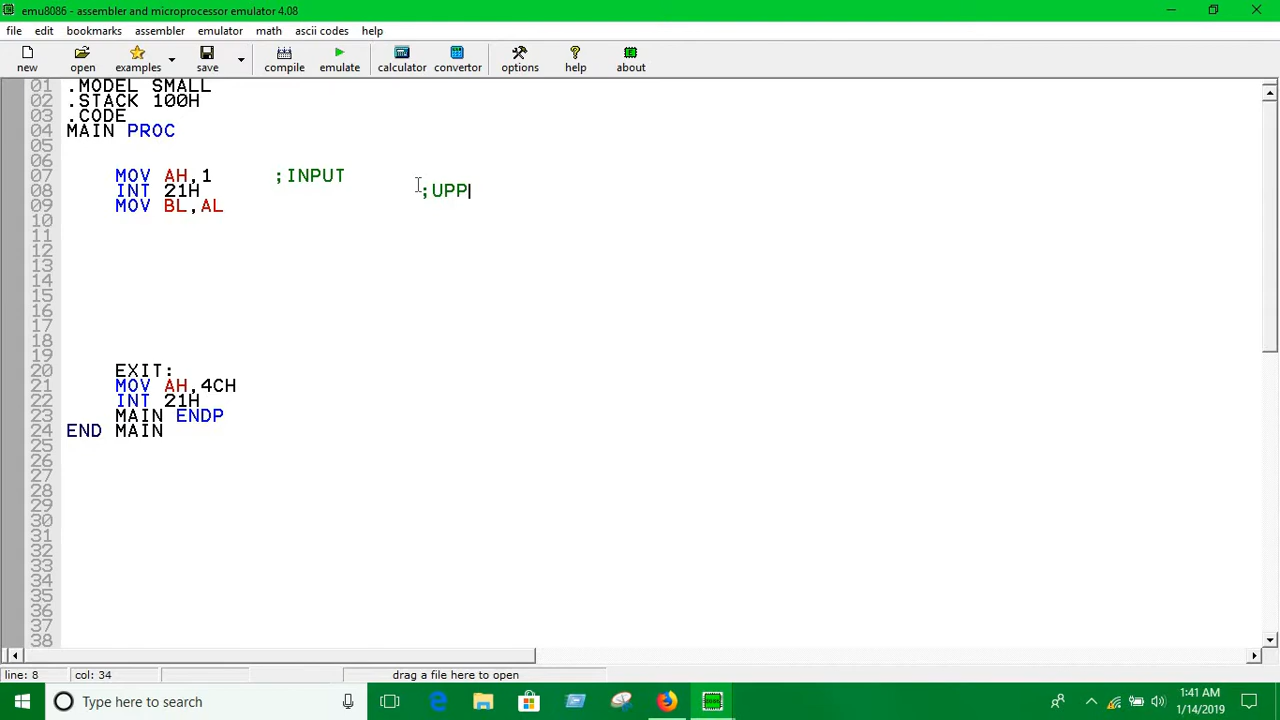 emu8086 - assembler and microprocessor emulator 4.08
file edit bookmarks assembler emulator math ascii codes help
new open examples save compile emulate calculator convertor options help about
01 .MODEL SMALL
02 .STACK 100H
03 .CODE
04 MAIN PROC
05
06
07 MOV AH,1 ;INPUT
08 INT 21H ;UPP
09 MOV BL,AL
10
11
12
13
14
15
16
17
18
19
20 EXIT:
21 MOV AH,4CH
22 INT 21H
23 MAIN ENDP
24 END MAIN
25
26
27
28
29
30
31
32
33
34
35
36
37
38
line: 8 col: 34 drag a file here to open
Type here to search
1:41 AM
1/14/2019